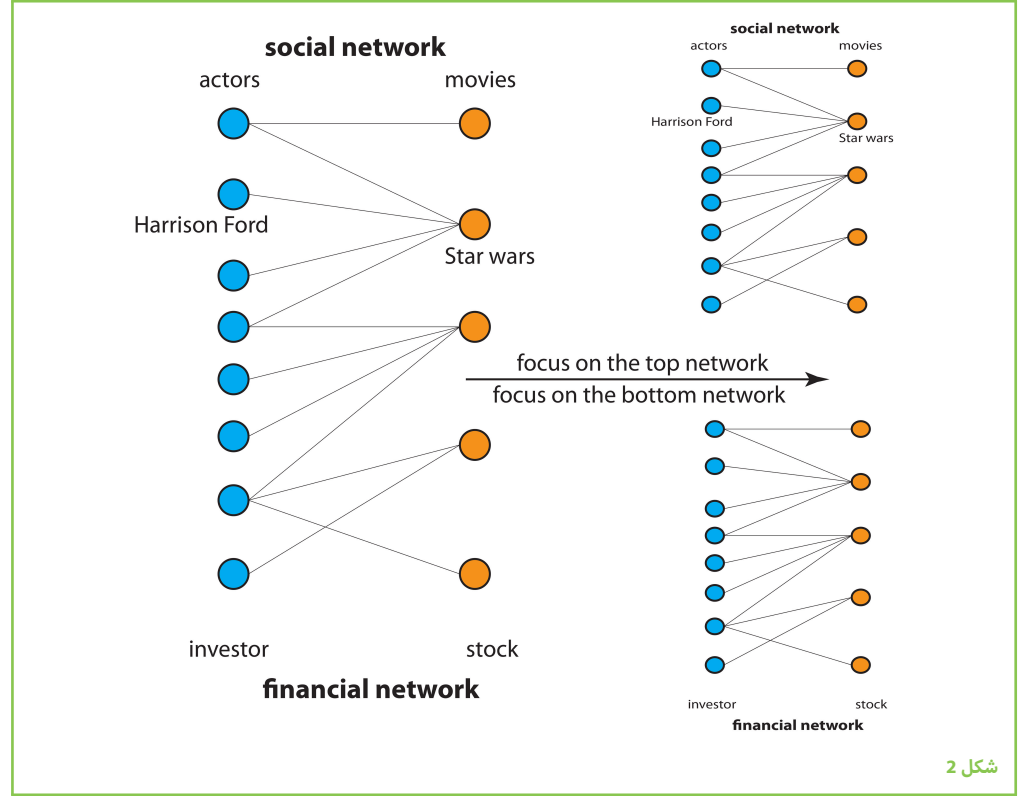 social network
actors movies
Harrison Ford
Star wars
investor stock
financial network
focus on the top network
focus on the bottom network
social network
actors movies
Harrison Ford
Star wars
investor stock
financial network
شکل 2